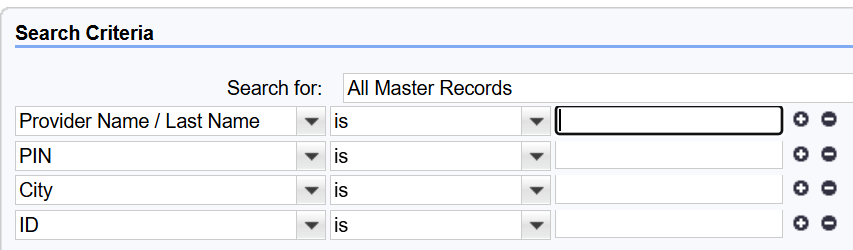 Search Criteria
Search for: All Master Records
Provider Name / Last Name is
PIN is
City is
ID is